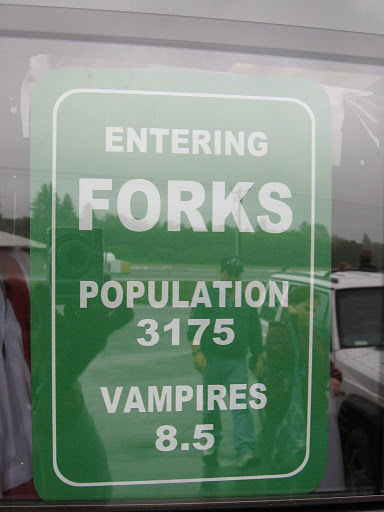 ENTERING
FORKS
POPULATION
3175
VAMPIRES
8.5